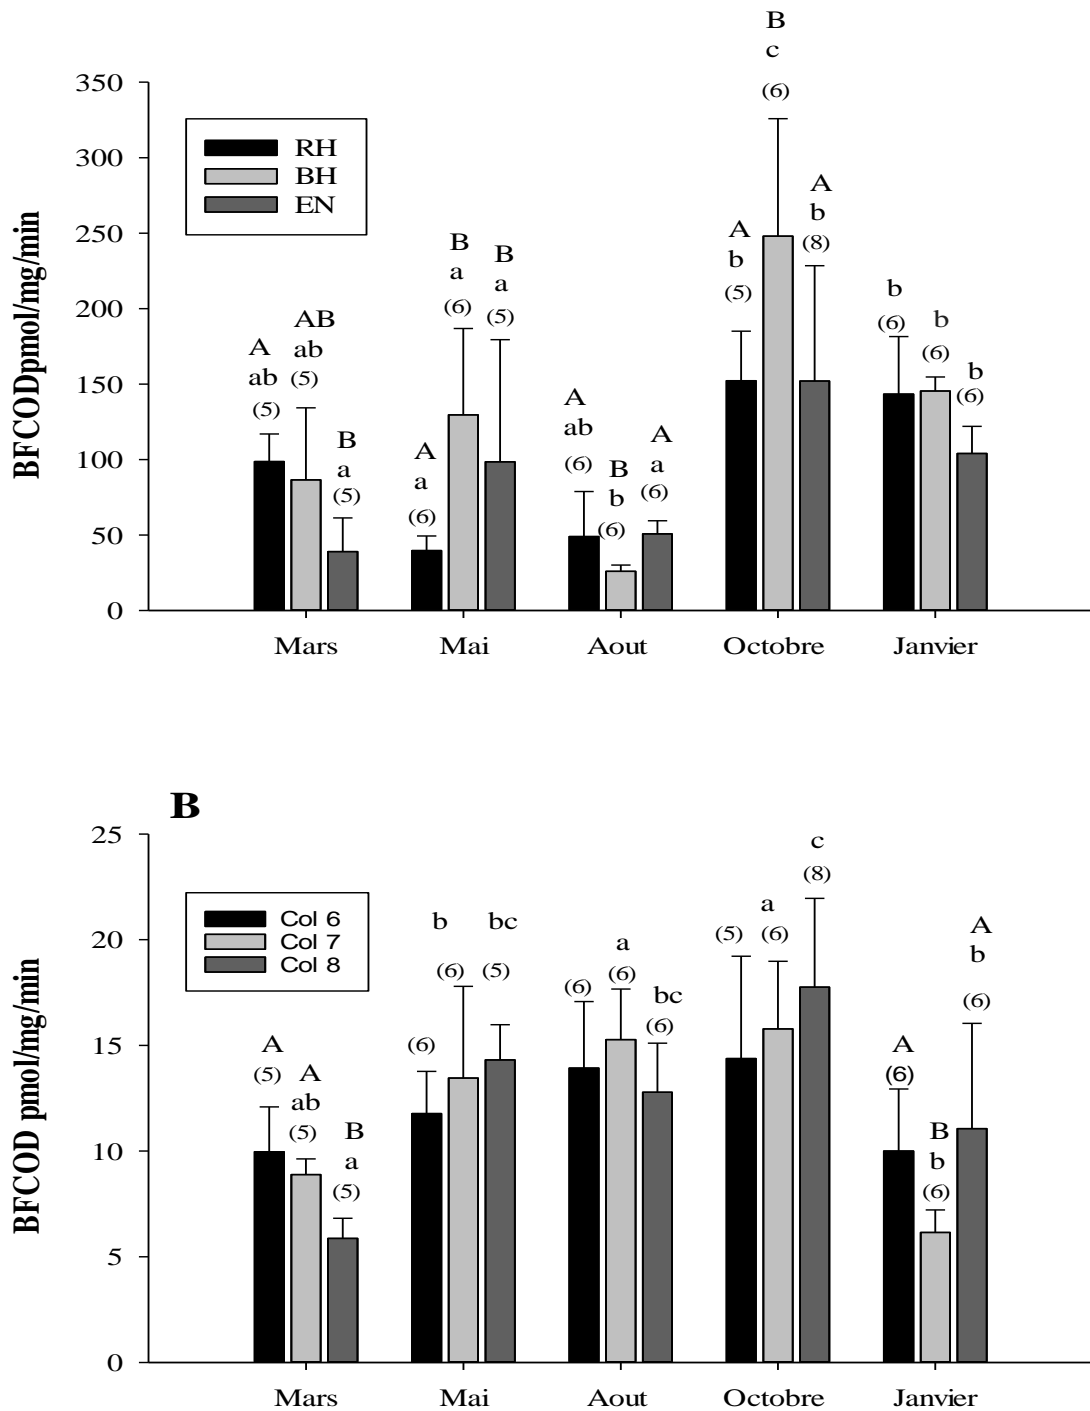 B
c
(6)
350
300
250
200
150
100
50
0
BFCODpmol/mg/min
RH
BH
EN
A
ab
(5)
AB
ab
(5)
B
a
(5)
A
a
(6)
B
a
(6)
B
a
(5)
A
ab
(6)
B
b
(6)
A
a
(6)
A
b
(5)
A
b
(8)
b
(6)
b
(6)
b
(6)
Mars Mai Aout Octobre Janvier
B
25
20
15
10
5
0
BFCOD pmol/mg/min
Col 6
Col 7
Col 8
A
(5)
A
ab
(5)
B
a
(5)
(6)
b
(6)
bc
(5)
(6)
a
(6)
bc
(6)
(5)
a
(6)
c
(8)
A
(6)
B
b
(6)
A
b
(6)
Mars Mai Aout Octobre Janvier